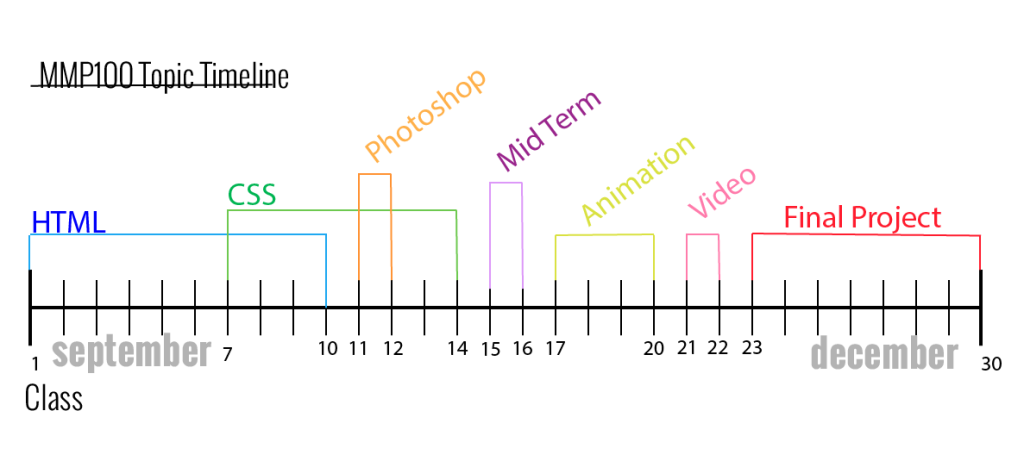 MMP100 Topic Timeline
Photoshop
Mid Term
Animation
Video
CSS
HTML
Final Project
1 september 7 10 11 12 14 15 16 17 20 21 22 23 december 30
Class